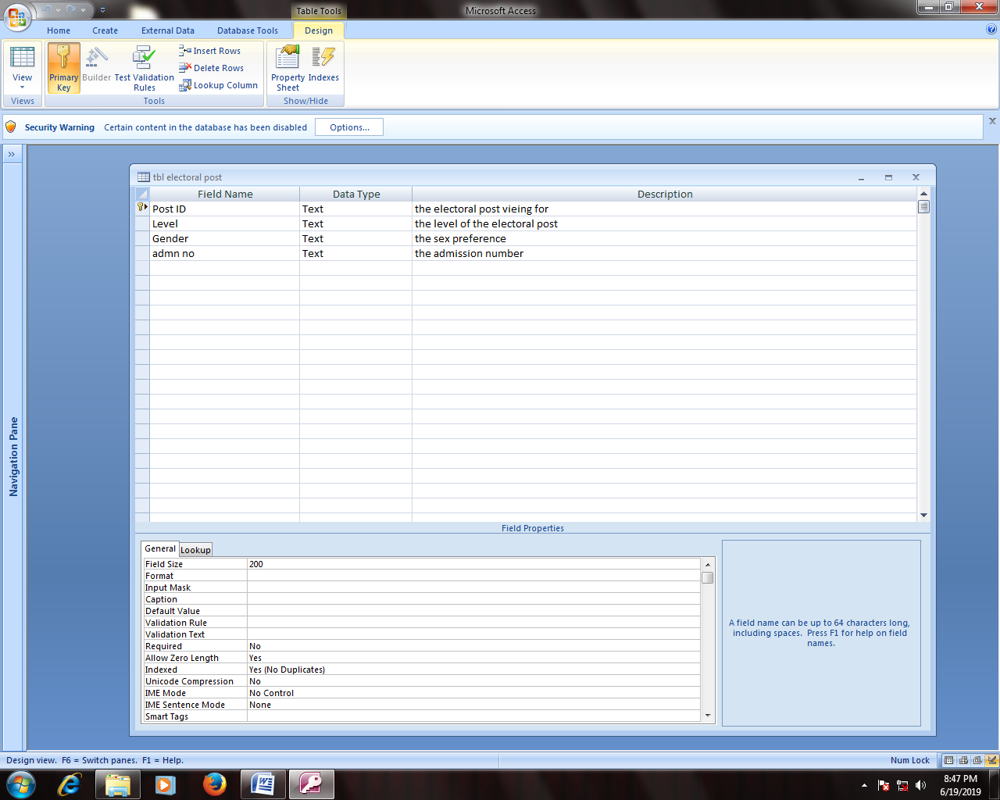 Table Tools
Microsoft Access
Home Create External Data Database Tools Design
View
Primary Key
Builder
Test Validation Rules
Insert Rows
Delete Rows
Lookup Column
Property Sheet
Indexes
Views Tools Show/Hide
Security Warning Certain content in the database has been disabled Options...
»
Navigation Pane
tbl electoral post
Field Name Data Type Description
Post ID Text the electoral post vieing for
Level Text the level of the electoral post
Gender Text the sex preference
admn no Text the admission number
Field Properties
General Lookup
Field Size 200
Format
Input Mask
Caption
Default Value
Validation Rule
Validation Text
Required No
Allow Zero Length Yes
Indexed Yes (No Duplicates)
Unicode Compression No
IME Mode No Control
IME Sentence Mode None
Smart Tags
A field name can be up to 64 characters long,
including spaces. Press F1 for help on field
names.
Design view. F6 = Switch panes. F1 = Help.
Num Lock
8:47 PM
6/19/2019